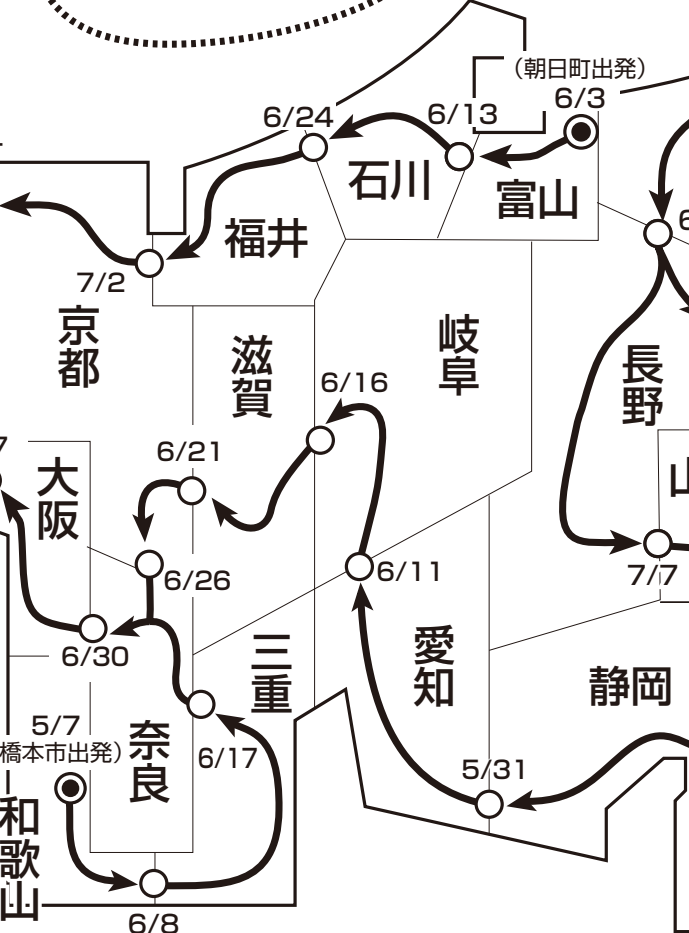 （朝日町出発）
6/3
6/13
6/24
石川
富山
福井
7/2
京都
滋賀
岐阜
長野
6/16
6/21
大阪
6/26
6/11
7/7
6/30
三重
愛知
静岡
5/7
橋本市出発）
奈良
6/17
5/31
和歌山
6/8